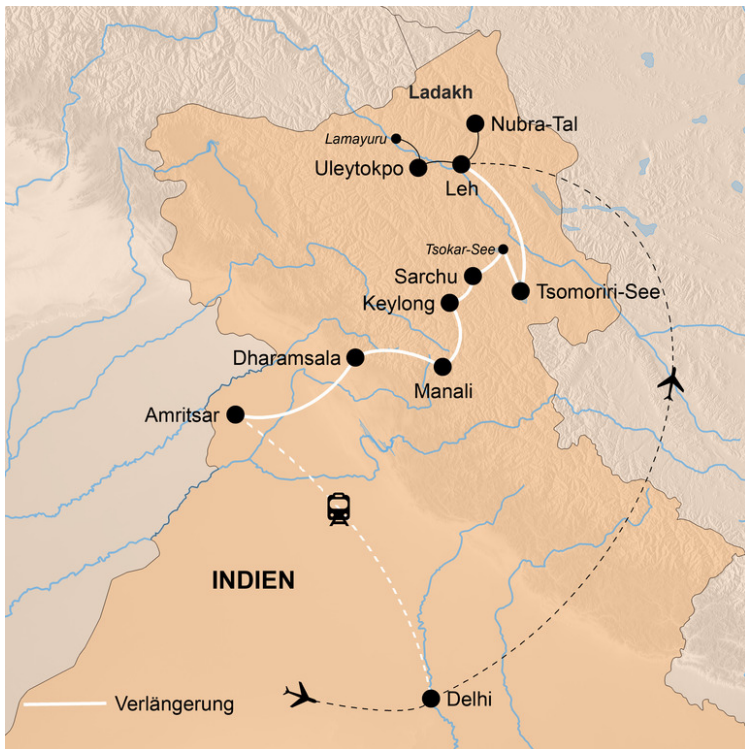 Ladakh
Nubra-Tal
Lamayuru
Uleytokpo
Leh
Tsokar-See
Sarchu
Tsomoriri-See
Keylong
Dharamsala
Manali
Amritsar
INDIEN
Delhi
Verlängerung